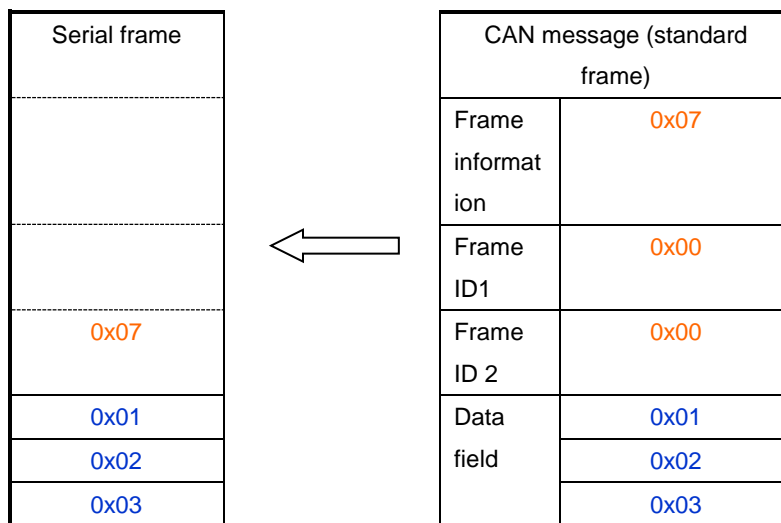 Serial frame
CAN message (standard
frame)
Frame
informat
ion
0x07
Frame
ID1
0x00
0x07
Frame
ID 2
0x00
0x01
Data
field
0x01
0x02
0x02
0x03
0x03